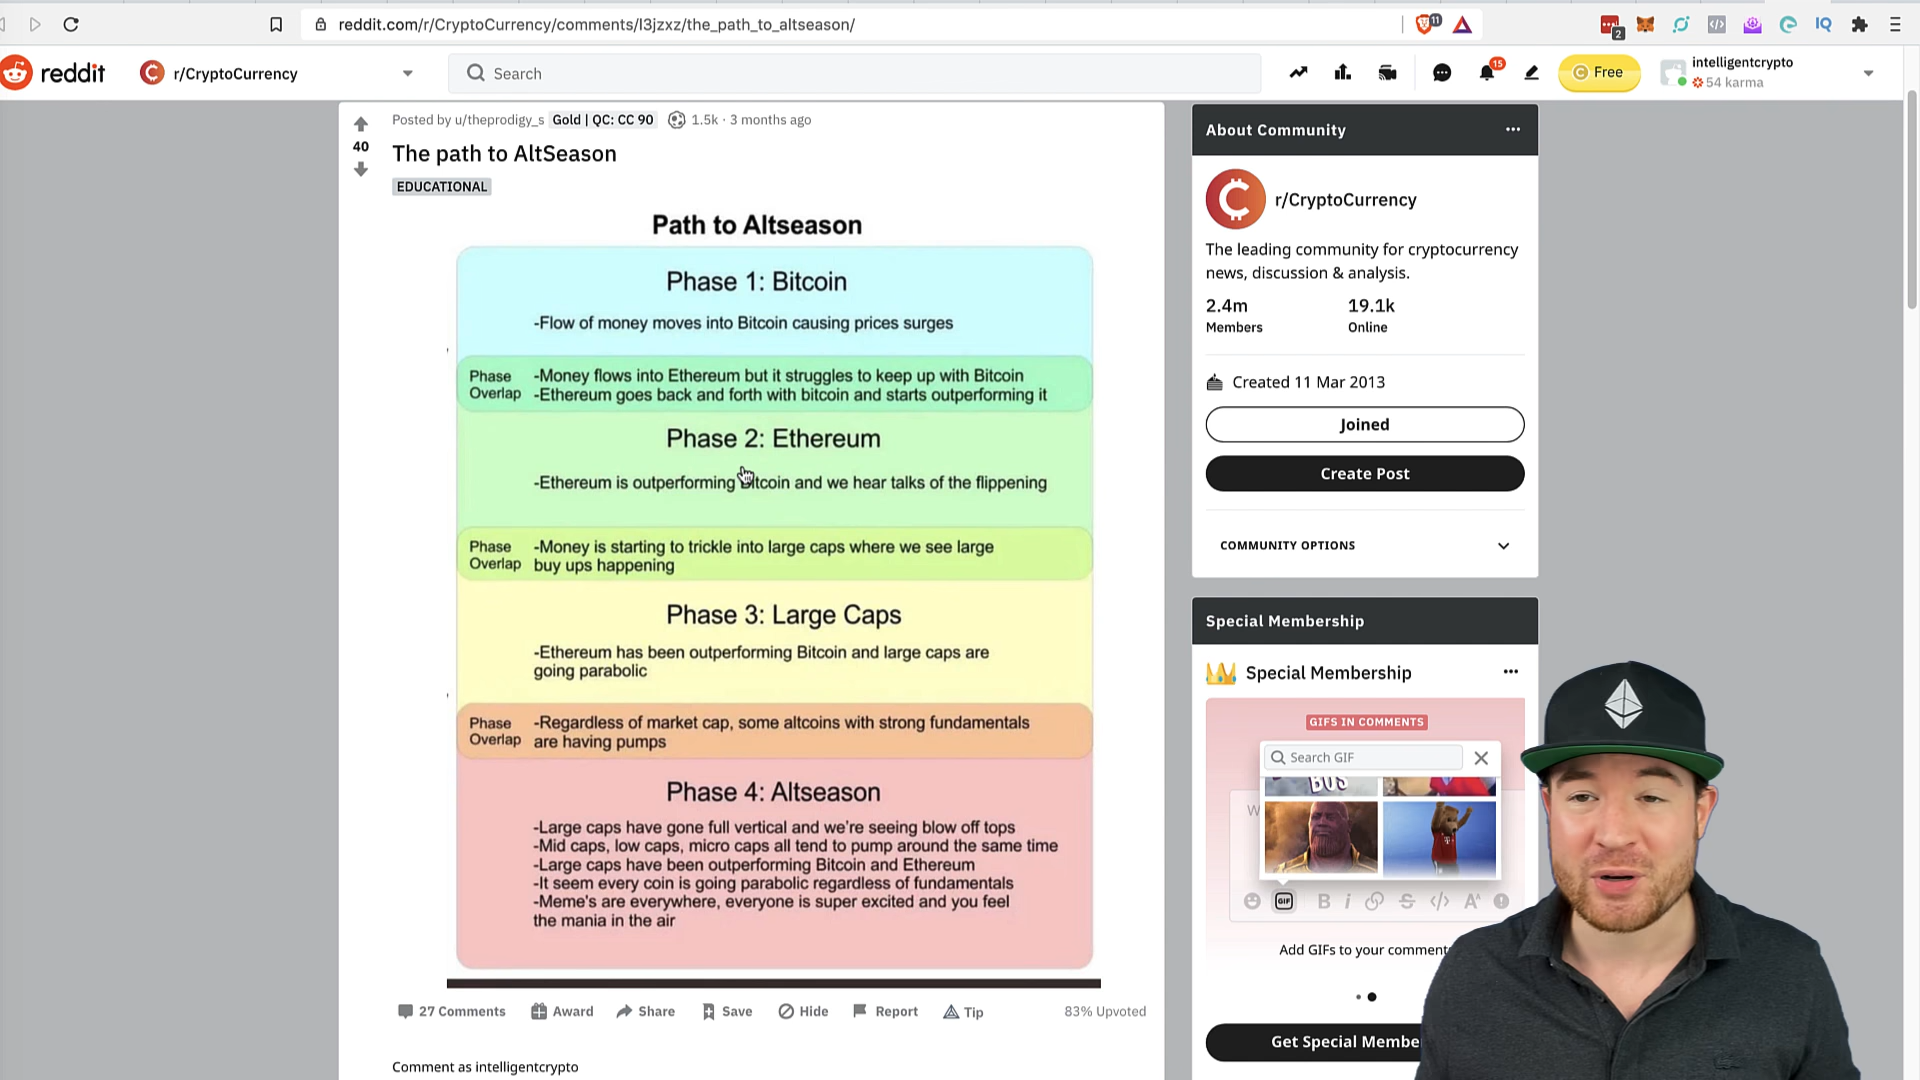 reddit.com/r/CryptoCurrency/comments/l3jzxz/the_path_to_altseason/
11
2
IQ
reddit
r/CryptoCurrency
Search
15
Free
intelligentcrypto
54 karma
Posted by u/theprodigy_s Gold | QC: CC 90 1.5k · 3 months ago
40
The path to AltSeason
EDUCATIONAL
Path to Altseason
Phase 1: Bitcoin
-Flow of money moves into Bitcoin causing prices surges
Phase Overlap
-Money flows into Ethereum but it struggles to keep up with Bitcoin
-Ethereum goes back and forth with bitcoin and starts outperforming it
Phase 2: Ethereum
-Ethereum is outperforming Bitcoin and we hear talks of the flippening
Phase Overlap
-Money is starting to trickle into large caps where we see large
buy ups happening
Phase 3: Large Caps
-Ethereum has been outperforming Bitcoin and large caps are
going parabolic
Phase Overlap
-Regardless of market cap, some altcoins with strong fundamentals
are having pumps
Phase 4: Altseason
-Large caps have gone full vertical and we're seeing blow off tops
-Mid caps, low caps, micro caps all tend to pump around the same time
-Large caps have been outperforming Bitcoin and Ethereum
-It seem every coin is going parabolic regardless of fundamentals
-Meme's are everywhere, everyone is super excited and you feel
the mania in the air
27 Comments Award Share Save Hide Report Tip 83% Upvoted
Comment as intelligentcrypto
About Community
r/CryptoCurrency
The leading community for cryptocurrency
news, discussion & analysis.
2.4m 19.1k
Members Online
Created 11 Mar 2013
Joined
Create Post
COMMUNITY OPTIONS
Special Membership
Special Membership
GIFS IN COMMENTS
Search GIF
BOS
W
GIF B i S A
Add GIFs to your comment
Get Special Membe